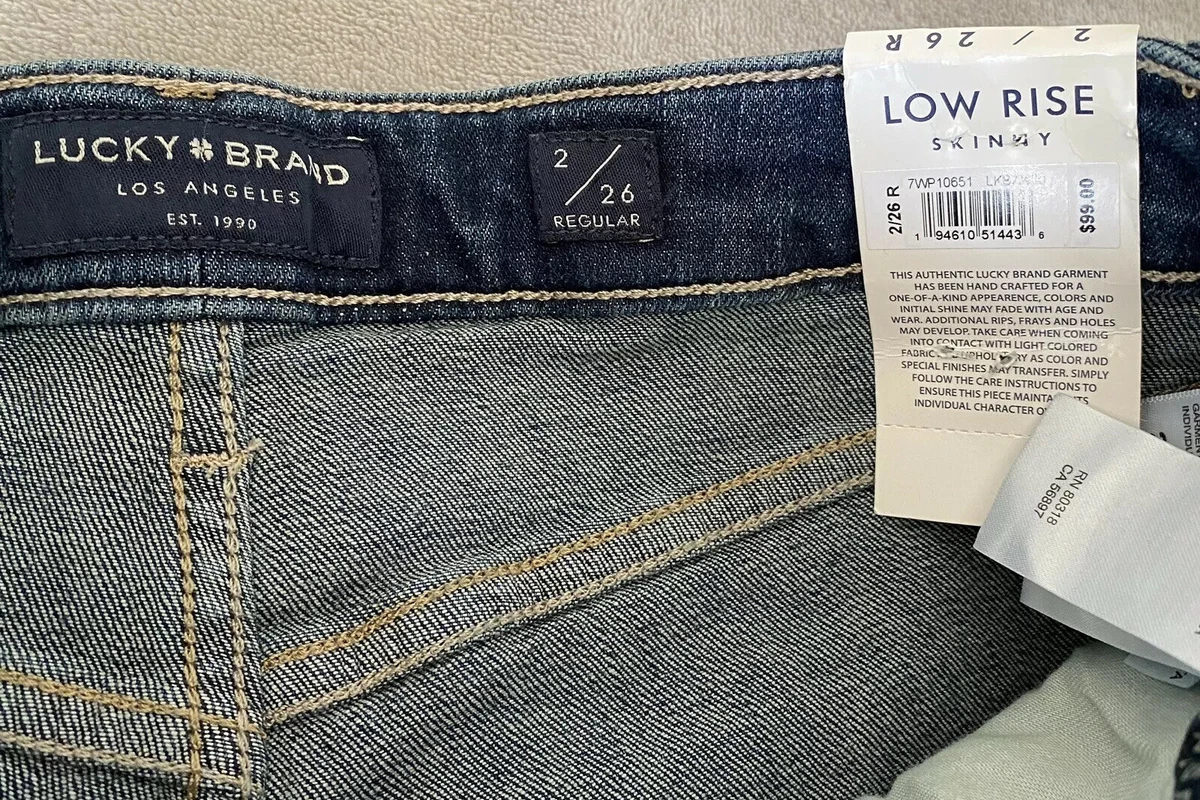 LUCKY BRAND
LOS ANGELES
EST. 1990
2/26
REGULAR
2 / 26 R
LOW RISE
SKINNY
7WP10651
2/26 R
1 94610 51443 6
$99.00
THIS AUTHENTIC LUCKY BRAND GARMENT
HAS BEEN HAND CRAFTED FOR A
ONE-OF-A-KIND APPEARENCE, COLORS AND
INITIAL SHINE MAY FADE WITH AGE AND
WEAR. ADDITIONAL RIPS, FRAYS AND HOLES
MAY DEVELOP. TAKE CARE WHEN COMING
INTO CONTACT WITH LIGHT COLORED
AS COLOR AND
SPECIAL FINISHES MAY TRANSFER. SIMPLY
FOLLOW THE CARE INSTRUCTIONS TO
ENSURE THIS PIECE
INDIVIDUAL CHARACTER
RN 80318
CA 56897